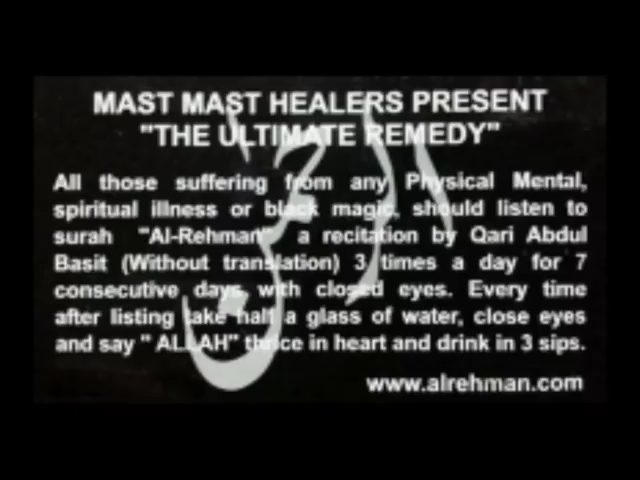 MAST MAST HEALERS PRESENT
"THE ULTIMATE REMEDY"
All those suffering from any Physical Mental,
spiritual illness or black magic, should listen to
surah "Al-Rehman" a recitation by Qari Abdul
Basit (Without translation) 3 times a day for 7
consecutive days with closed eyes. Every time
after listing take half a glass of water, close eyes
and say " ALLAH" thrice in heart and drink in 3 sips.
www.alrehman.com
الرحمن